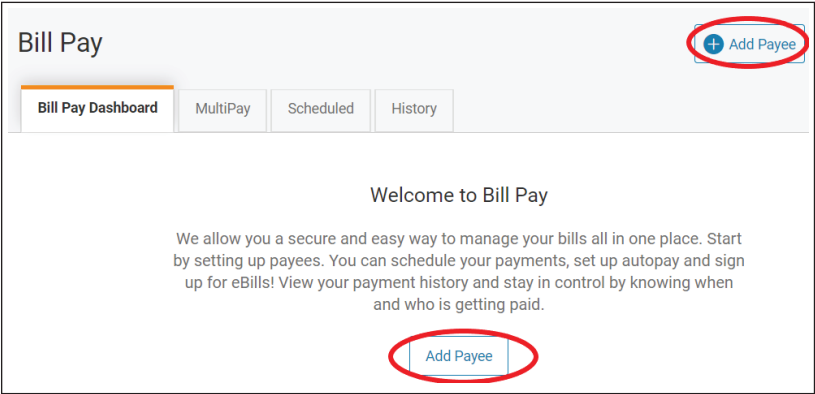 Bill Pay
Add Payee
Bill Pay Dashboard
MultiPay
Scheduled
History
Welcome to Bill Pay
We allow you a secure and easy way to manage your bills all in one place. Start
by setting up payees. You can schedule your payments, set up autopay and sign
up for eBills! View your payment history and stay in control by knowing when
and who is getting paid.
Add Payee